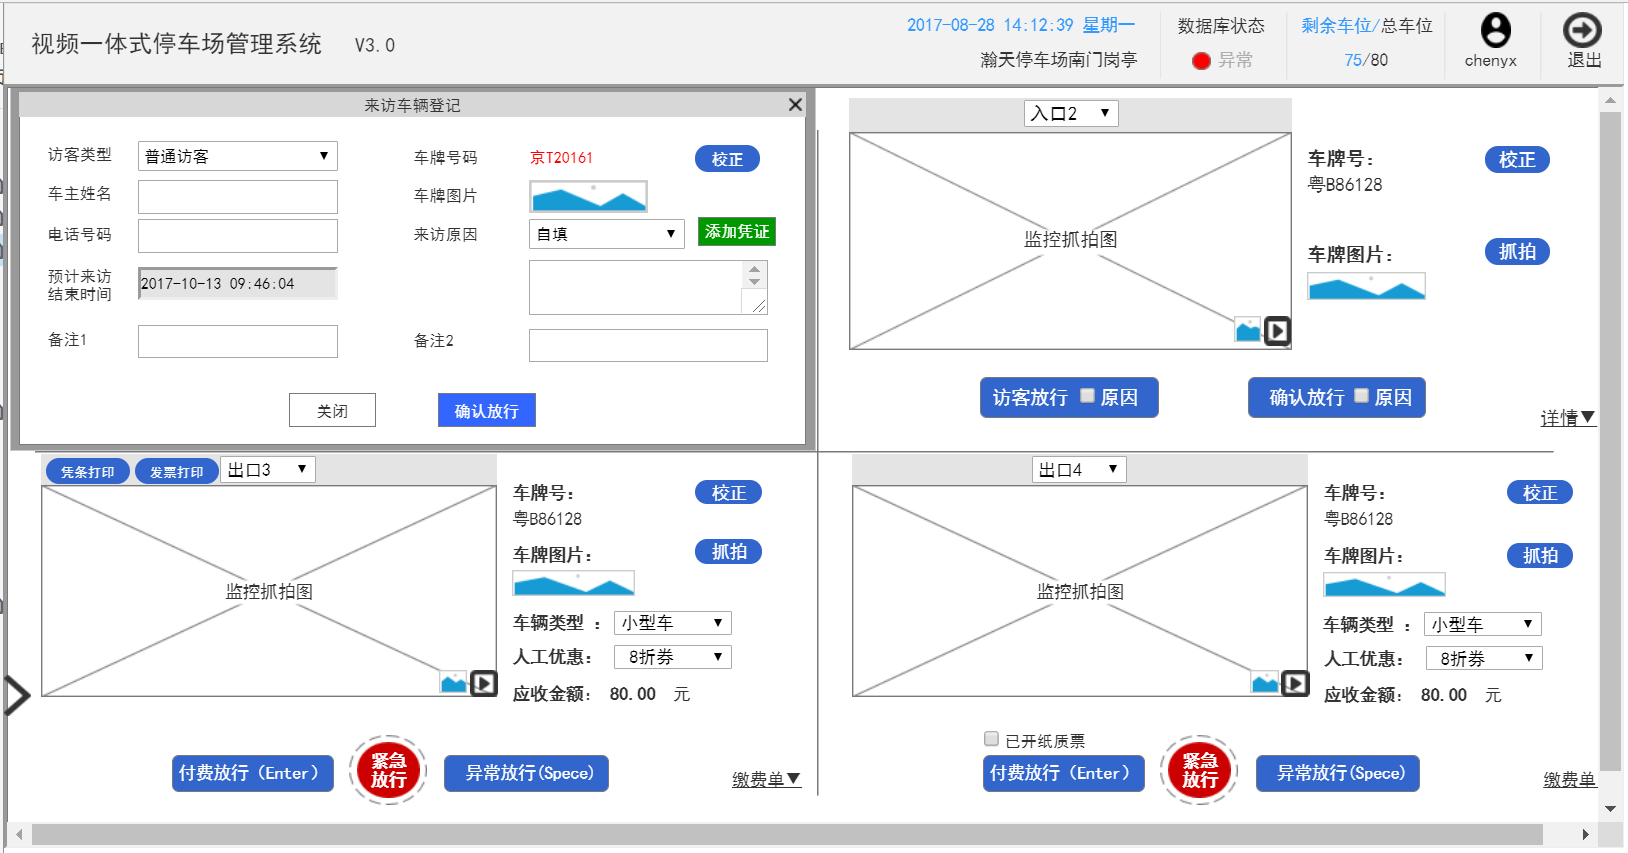 视频一体式停车场管理系统 V3.0
2017-08-28 14:12:39 星期一
瀚天停车场南门岗亭
数据库状态
异常
剩余车位/总车位
75/80
chenyx
退出
来访车辆登记
访客类型 普通访客
车牌号码 京T20161 校正
车主姓名
车牌图片
电话号码
来访原因 自填 添加凭证
预计来访
结束时间 2017-10-13 09:46:04
备注1
备注2
关闭 确认放行
入口2
监控抓拍图
车牌号: 校正
粤B86128
车牌图片: 抓拍
访客放行 原因
确认放行 原因
详情▼
凭条打印 发票打印 出口3
监控抓拍图
车牌号: 校正
粤B86128
车牌图片: 抓拍
车辆类型 : 小型车
人工优惠: 8折券
应收金额: 80.00 元
付费放行（Enter）
紧急
放行
异常放行(Spece)
缴费单▼
出口4
监控抓拍图
车牌号: 校正
粤B86128
车牌图片: 抓拍
车辆类型 : 小型车
人工优惠: 8折券
应收金额: 80.00 元
已开纸质票
付费放行（Enter）
紧急
放行
异常放行(Spece)
缴费单